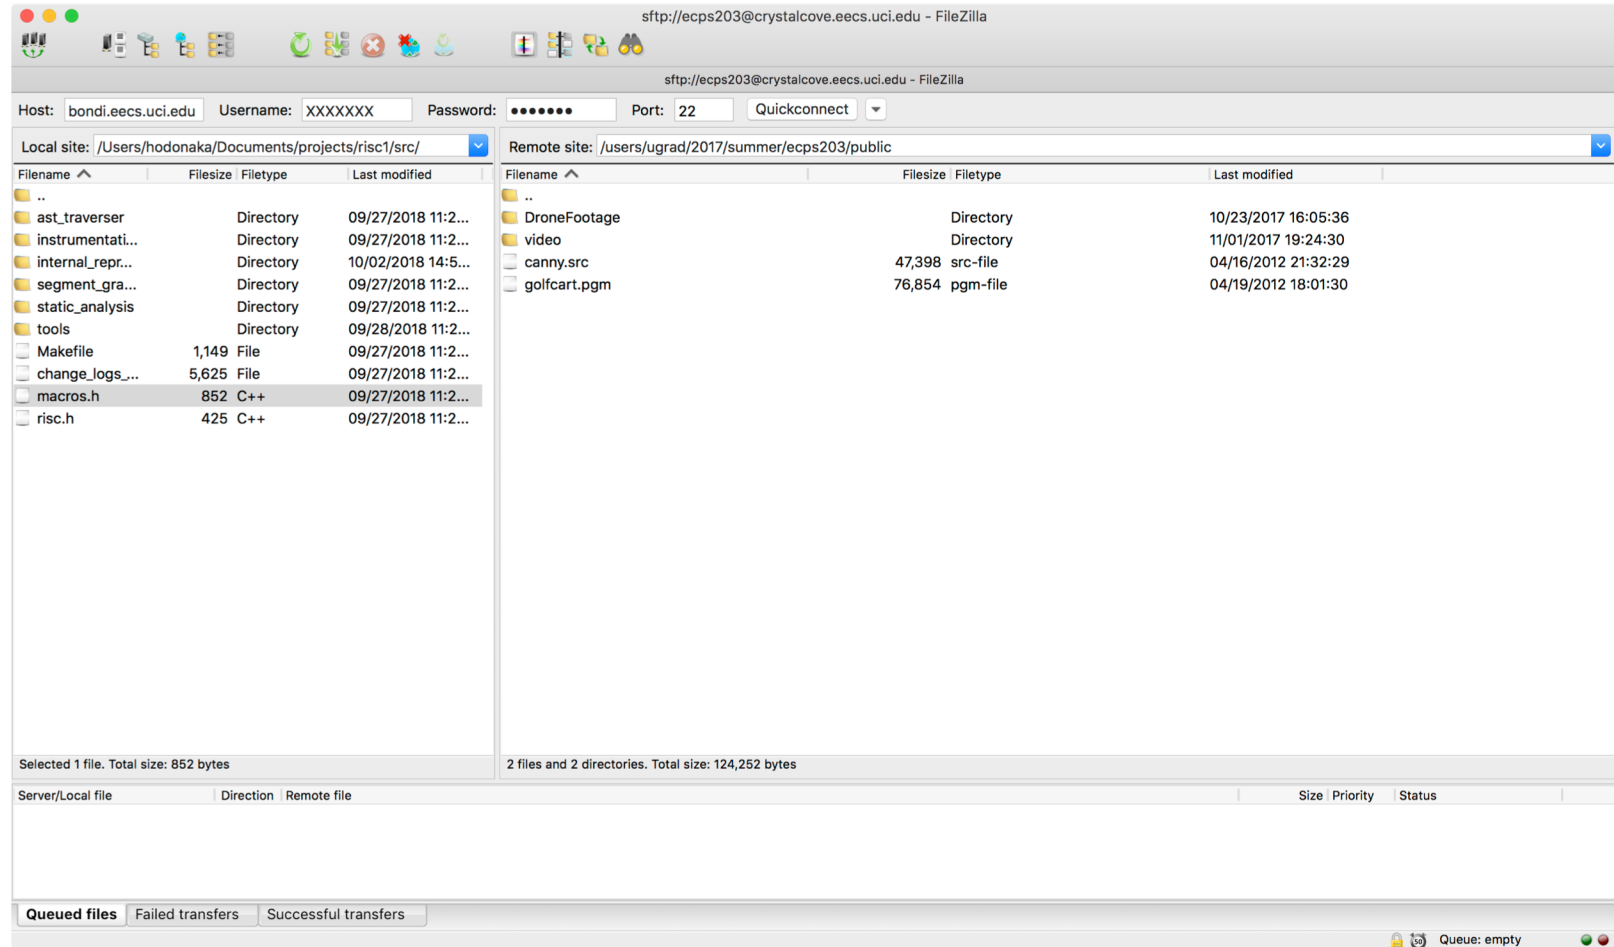 sftp://ecps203@crystalcove.eecs.uci.edu - FileZilla
sftp://ecps203@crystalcove.eecs.uci.edu - FileZilla
Host: bondi.eecs.uci.edu Username: XXXXXXX Password: ●●●●●●● Port: 22 Quickconnect
Local site: /Users/hodonaka/Documents/projects/risc1/src/
Filename Filesize Filetype Last modified
..
ast_traverser Directory 09/27/2018 11:2...
instrumentati... Directory 09/27/2018 11:2...
internal_repr... Directory 10/02/2018 14:5...
segment_gra... Directory 09/27/2018 11:2...
static_analysis Directory 09/27/2018 11:2...
tools Directory 09/28/2018 11:2...
Makefile 1,149 File 09/27/2018 11:2...
change_logs_... 5,625 File 09/27/2018 11:2...
macros.h 852 C++ 09/27/2018 11:2...
risc.h 425 C++ 09/27/2018 11:2...
Selected 1 file. Total size: 852 bytes
Remote site: /users/ugrad/2017/summer/ecps203/public
Filename Filesize Filetype Last modified
..
DroneFootage Directory 10/23/2017 16:05:36
video Directory 11/01/2017 19:24:30
canny.src 47,398 src-file 04/16/2012 21:32:29
golfcart.pgm 76,854 pgm-file 04/19/2012 18:01:30
2 files and 2 directories. Total size: 124,252 bytes
Server/Local file Direction Remote file Size Priority Status
Queued files Failed transfers Successful transfers
Queue: empty